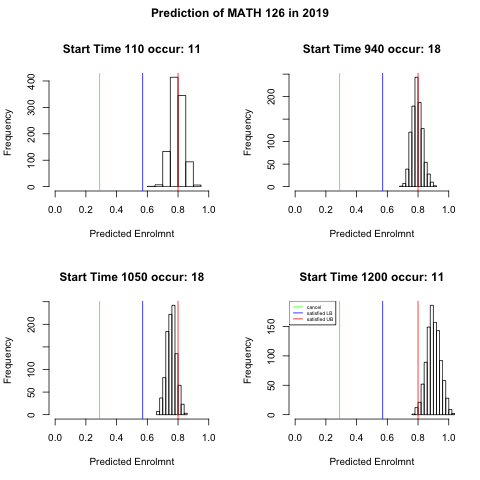 Prediction of MATH 126 in 2019
Start Time 110 occur: 11
Frequency
400
300
200
100
0
0.0 0.2 0.4 0.6 0.8 1.0
Predicted Enrolmnt
Start Time 940 occur: 18
Frequency
200
150
50
0
0.0 0.2 0.4 0.6 0.8 1.0
Predicted Enrolmnt
Start Time 1050 occur: 18
Frequency
200
100
50
0
0.0 0.2 0.4 0.6 0.8 1.0
Predicted Enrolmnt
Start Time 1200 occur: 11
cancel
satisfied LB
satisfied UB
Frequency
150
100
50
0
0.0 0.2 0.4 0.6 0.8 1.0
Predicted Enrolmnt